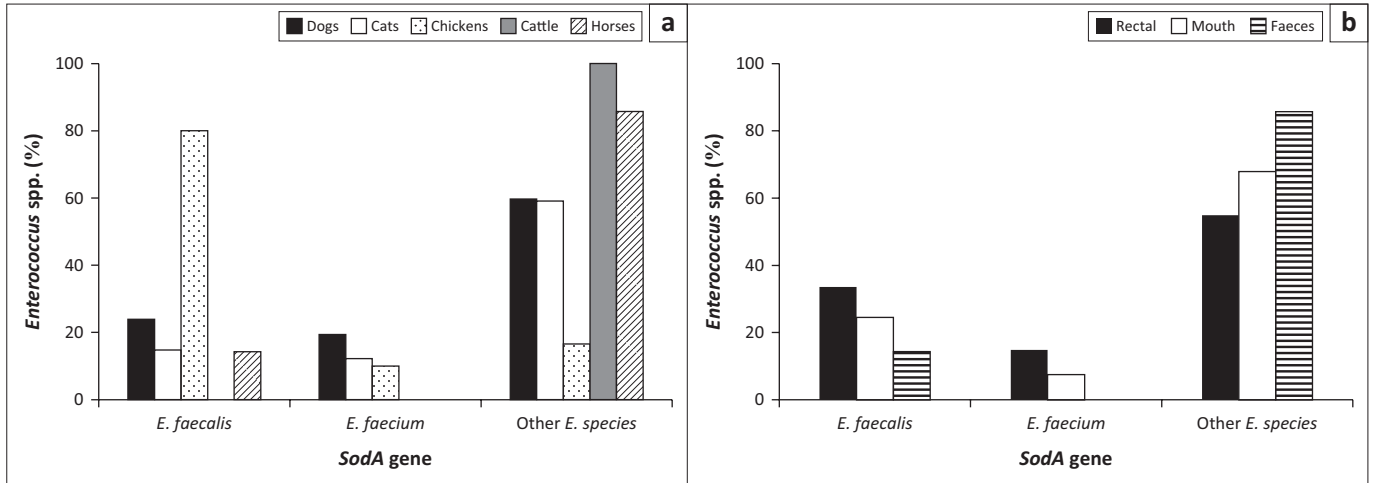 Dogs Cats Chickens Cattle Horses
a
100
80
60
40
20
0
Enterococcus spp. (%)
E. faecalis E. faecium Other E. species
SodA gene
Rectal Mouth Faeces
b
100
80
60
40
20
0
Enterococcus spp. (%)
E. faecalis E. faecium Other E. species
SodA gene